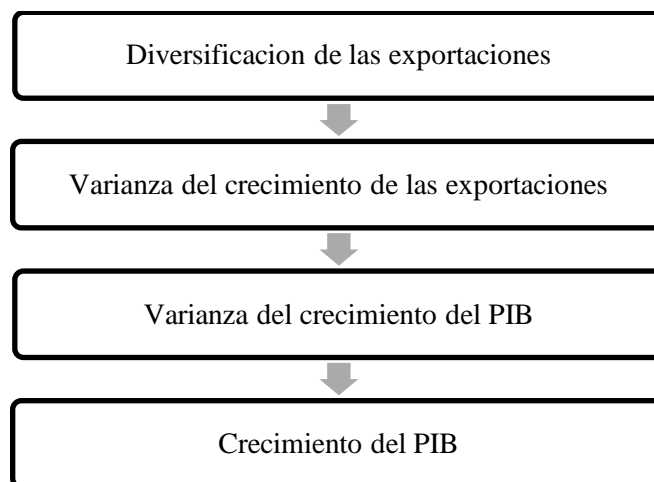 Diversificacion de las exportaciones
Varianza del crecimiento de las exportaciones
Varianza del crecimiento del PIB
Crecimiento del PIB